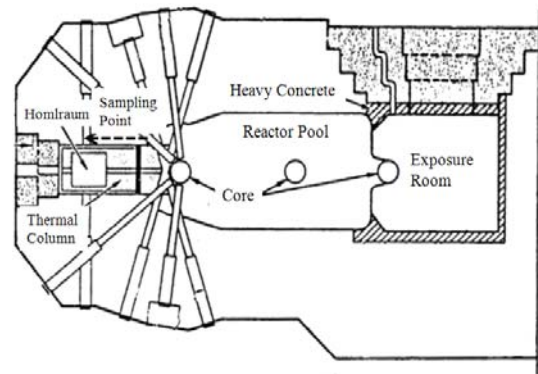 Homlraum
Sampling
Point
Heavy Concrete
Reactor Pool
Exposure
Room
Core
Thermal
Column